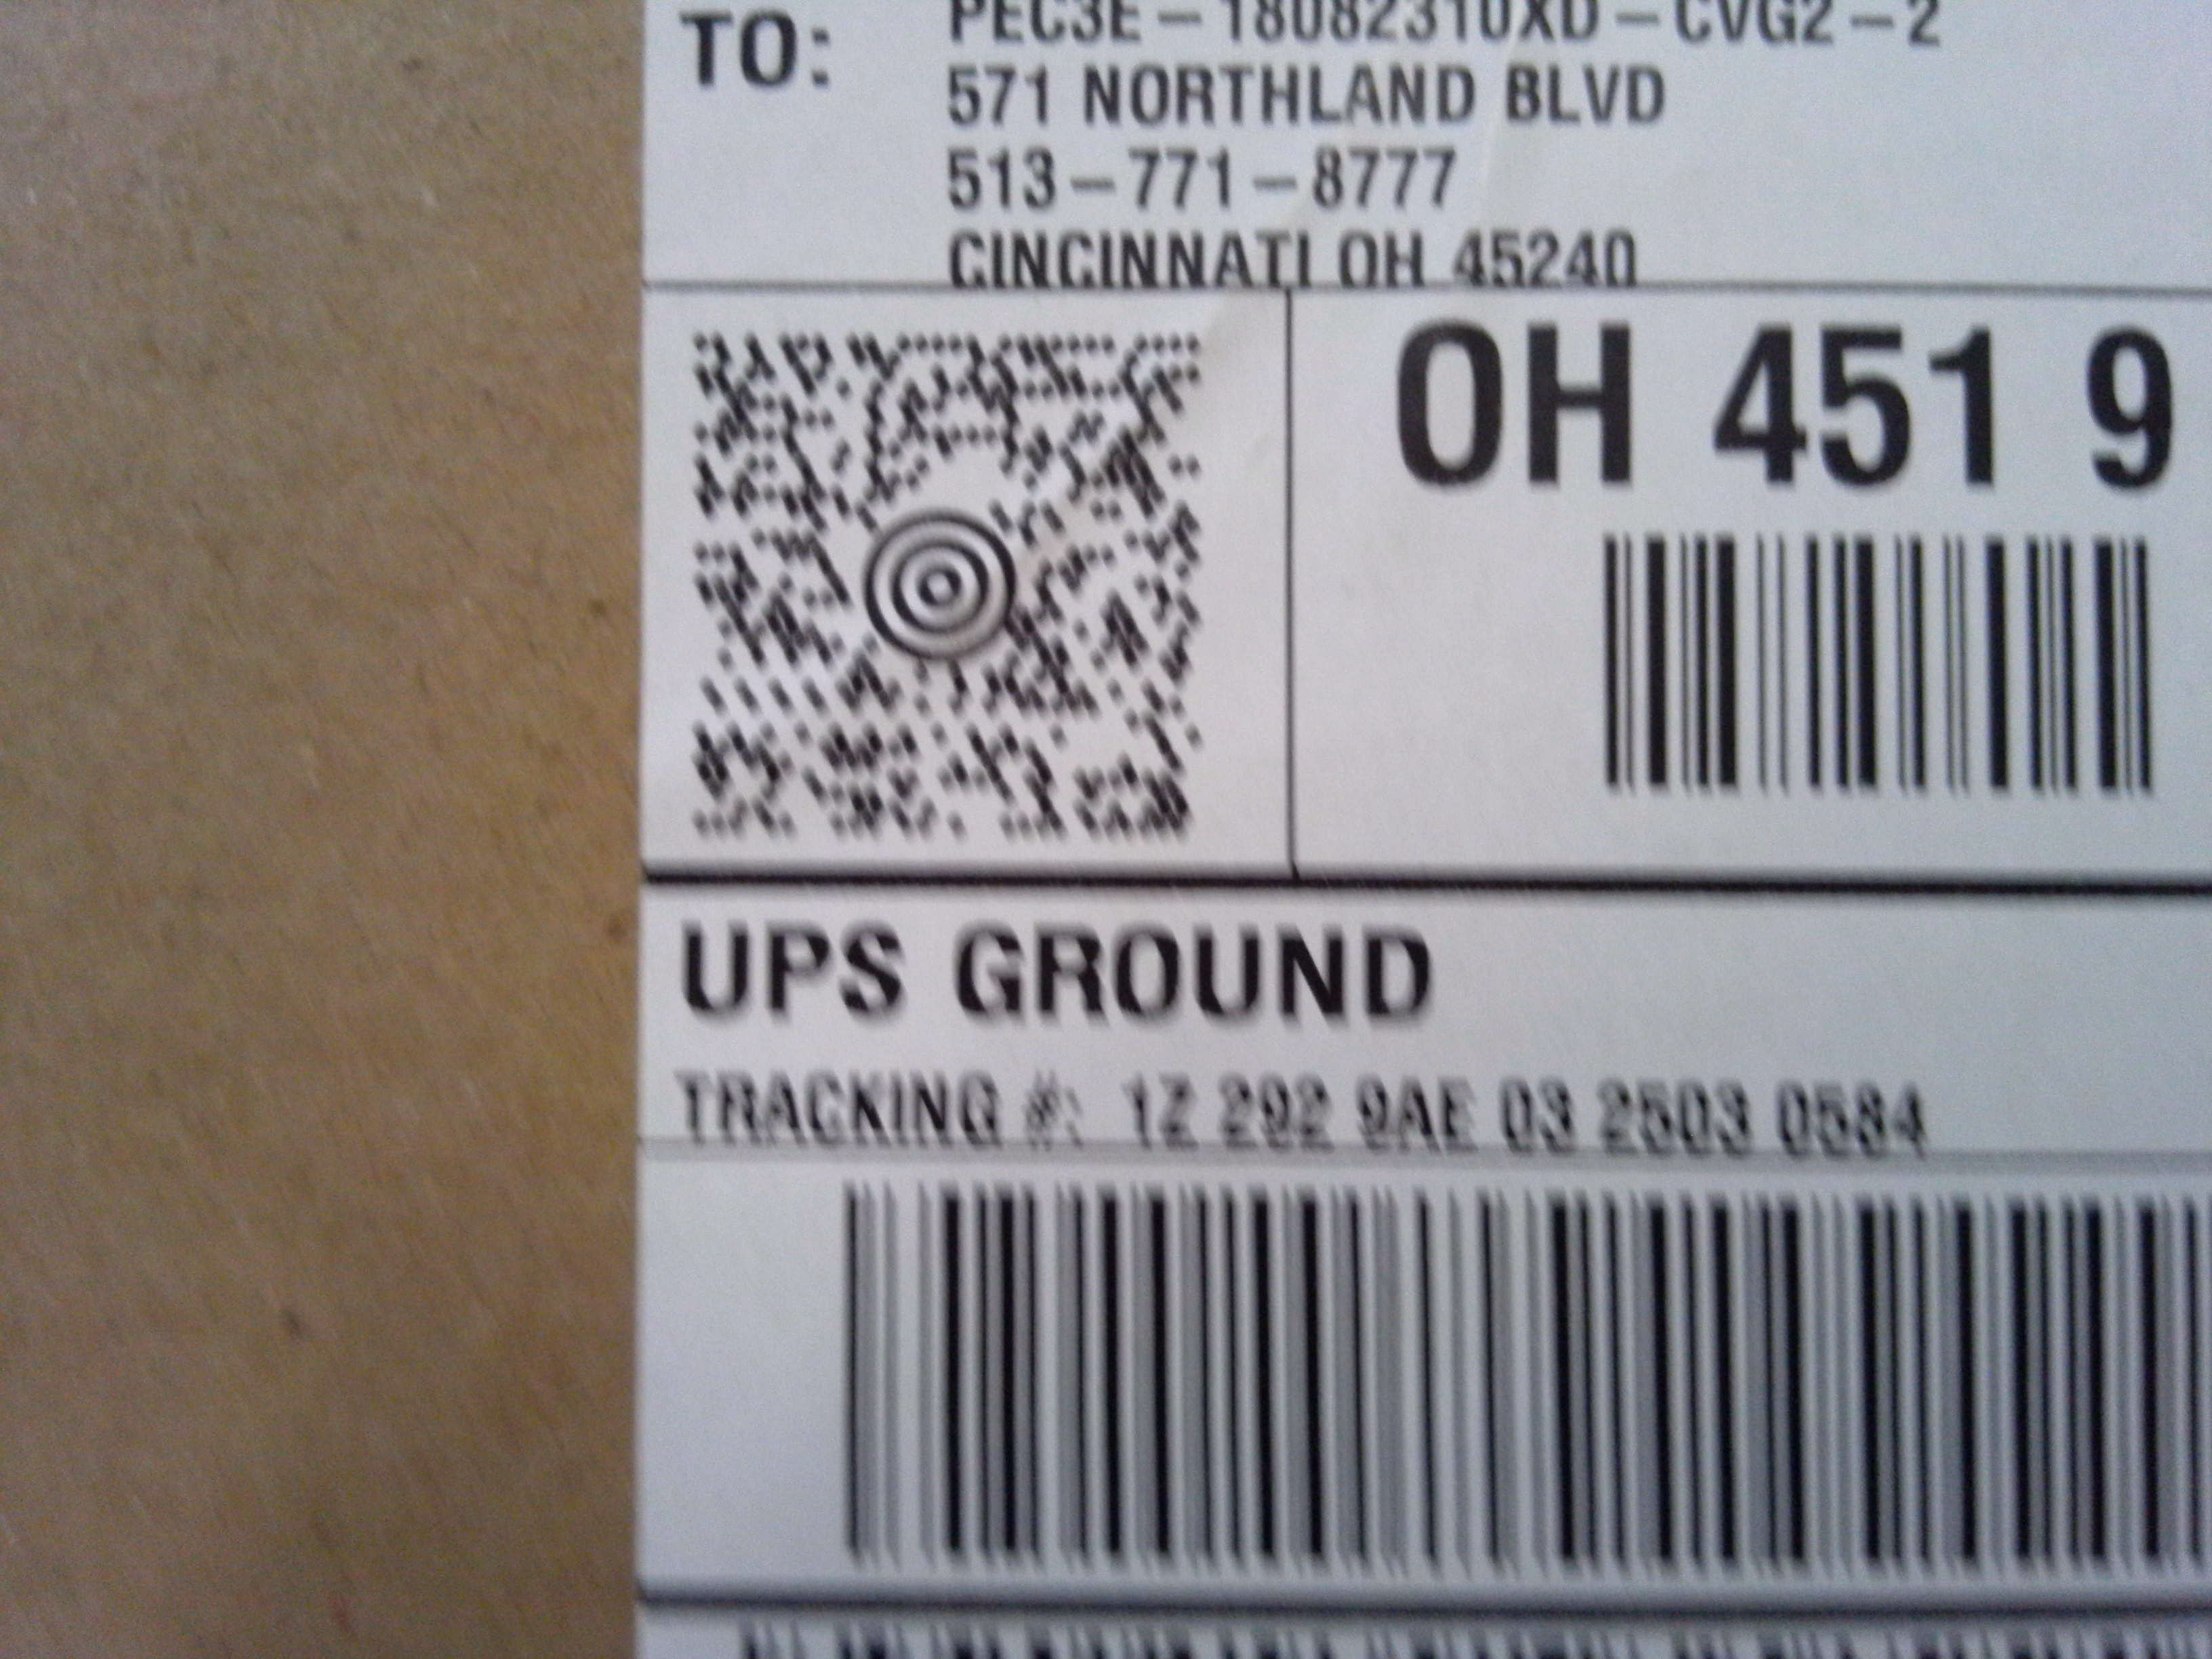 TO: PEC3E-18082310XD-CVG2-2
571 NORTHLAND BLVD
513-771-8777
CINCINNATI OH 45240
OH 451 9
UPS GROUND
TRACKING #: 1Z 292 9AE 03 2503 0584